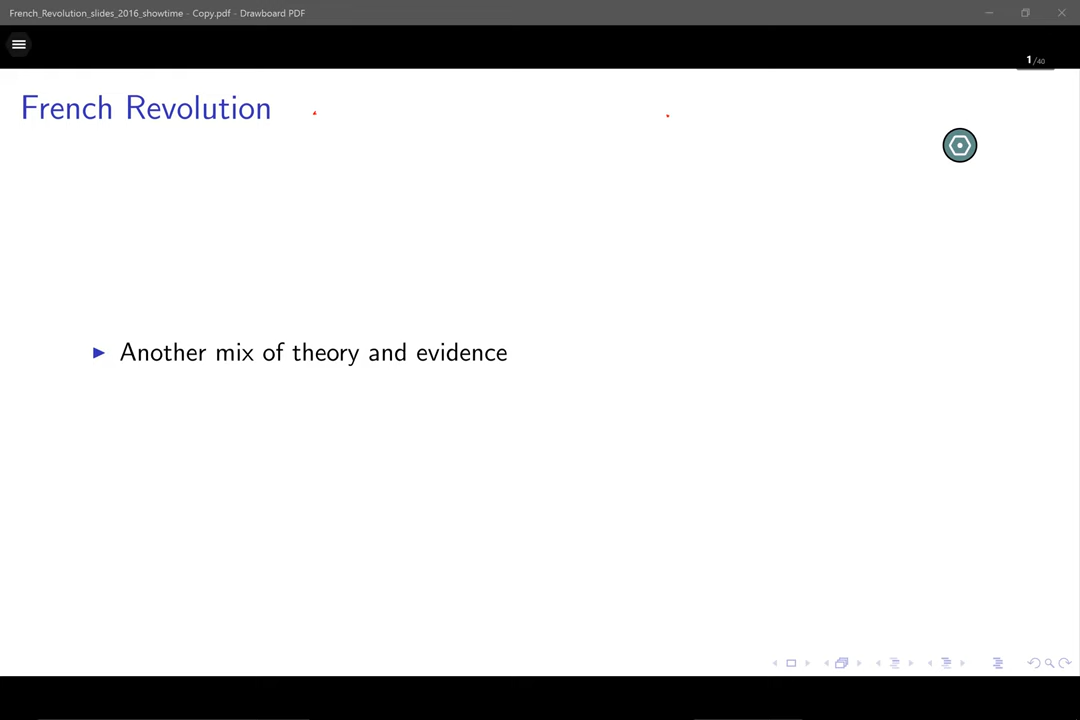 French_Revolution_slides_2016_showtime - Copy.pdf - Drawboard PDF
1/40
French Revolution
Another mix of theory and evidence